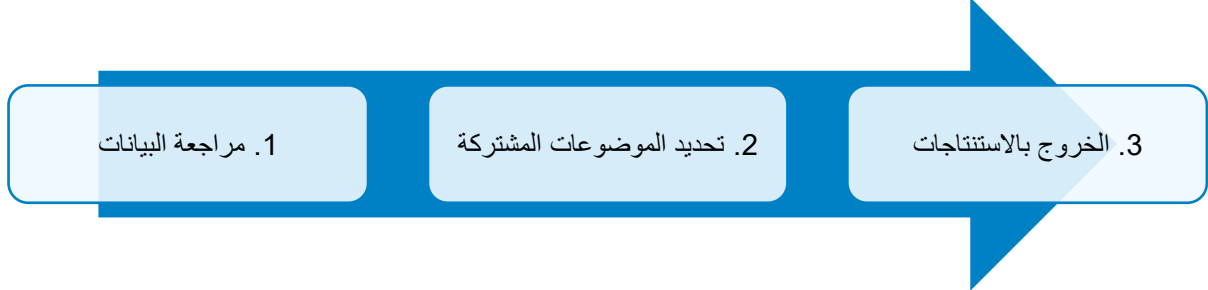 1. مراجعة البيانات
2. تحديد الموضوعات المشتركة
3. الخروج بالاستنتاجات